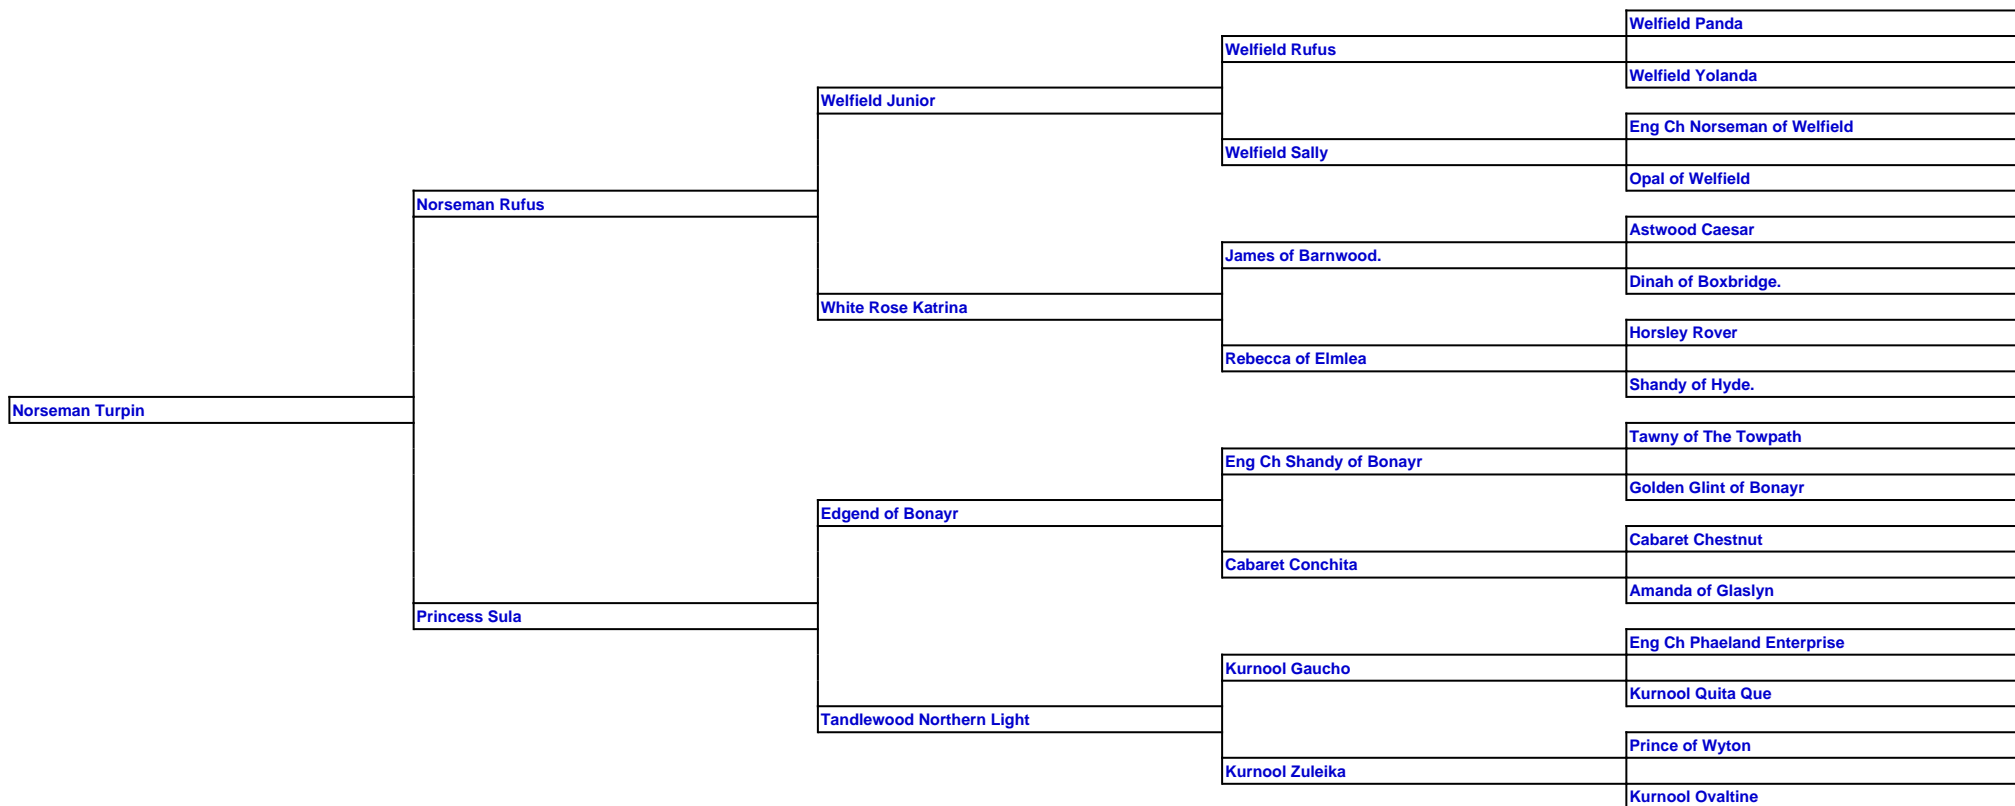 Welfield Panda
Welfield Rufus
Welfield Yolanda
Welfield Junior
Eng Ch Norseman of Welfield
Welfield Sally
Opal of Welfield
Norseman Rufus
Astwood Caesar
James of Barnwood.
Dinah of Boxbridge.
White Rose Katrina
Horsley Rover
Rebecca of Elmlea
Shandy of Hyde.
Norseman Turpin
Tawny of The Towpath
Eng Ch Shandy of Bonayr
Golden Glint of Bonayr
Edgend of Bonayr
Cabaret Chestnut
Cabaret Conchita
Amanda of Glaslyn
Princess Sula
Eng Ch Phaeland Enterprise
Kurnool Gaucho
Kurnool Quita Que
Tandlewood Northern Light
Prince of Wyton
Kurnool Zuleika
Kurnool Ovaltine